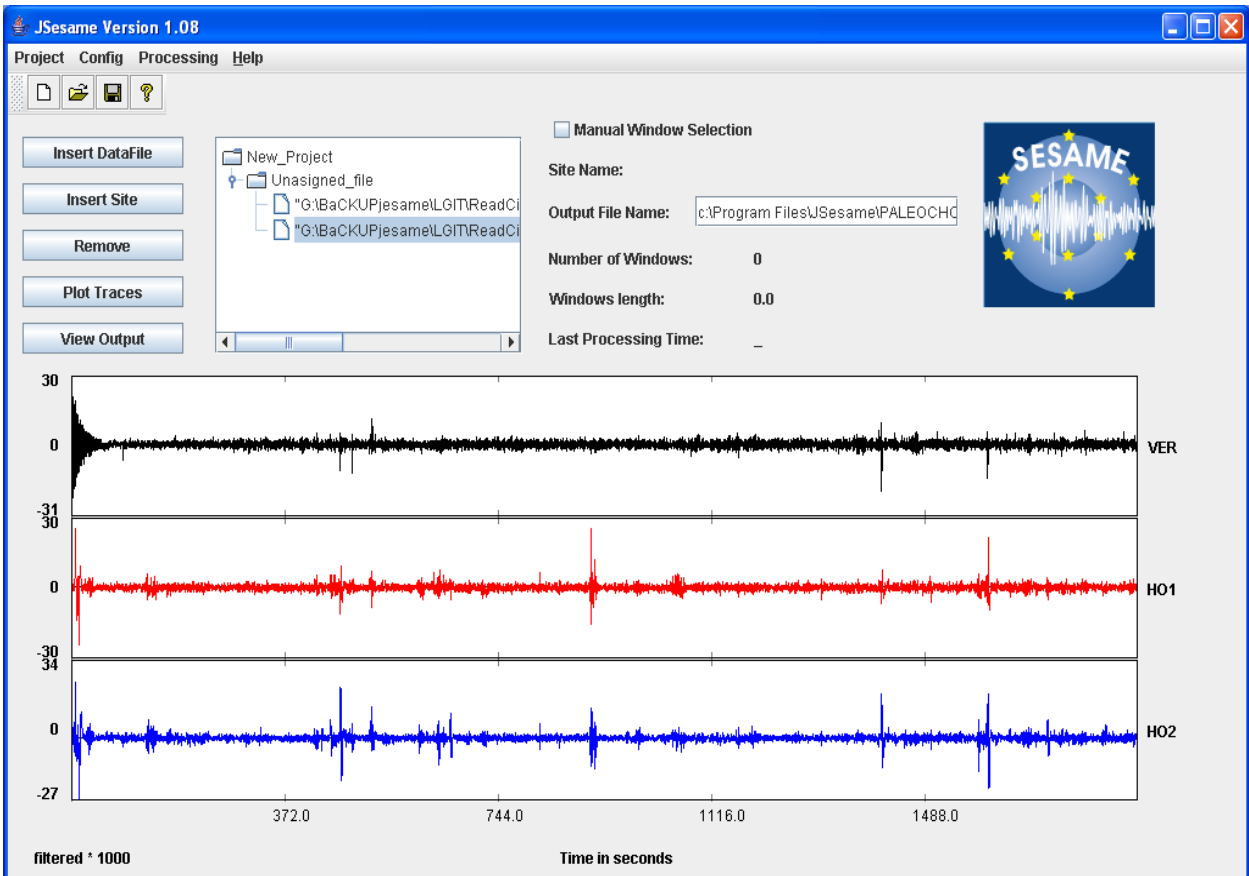 JSesame Version 1.08
Project Config Processing Help
Insert DataFile
Insert Site
Remove
Plot Traces
View Output
New_Project
Unasigned_file
"G:\BaCKUPjesame\LGIT\ReadCi
"G:\BaCKUPjesame\LGIT\ReadCi
Manual Window Selection
Site Name:
Output File Name: c:\Program Files\JSesame\PALEOCHO
Number of Windows: 0
Windows length: 0.0
Last Processing Time: _
SESAME
30
0
-31
VER
30
0
-30
HO1
34
0
-27
HO2
372.0 744.0 1116.0 1488.0
filtered * 1000 Time in seconds